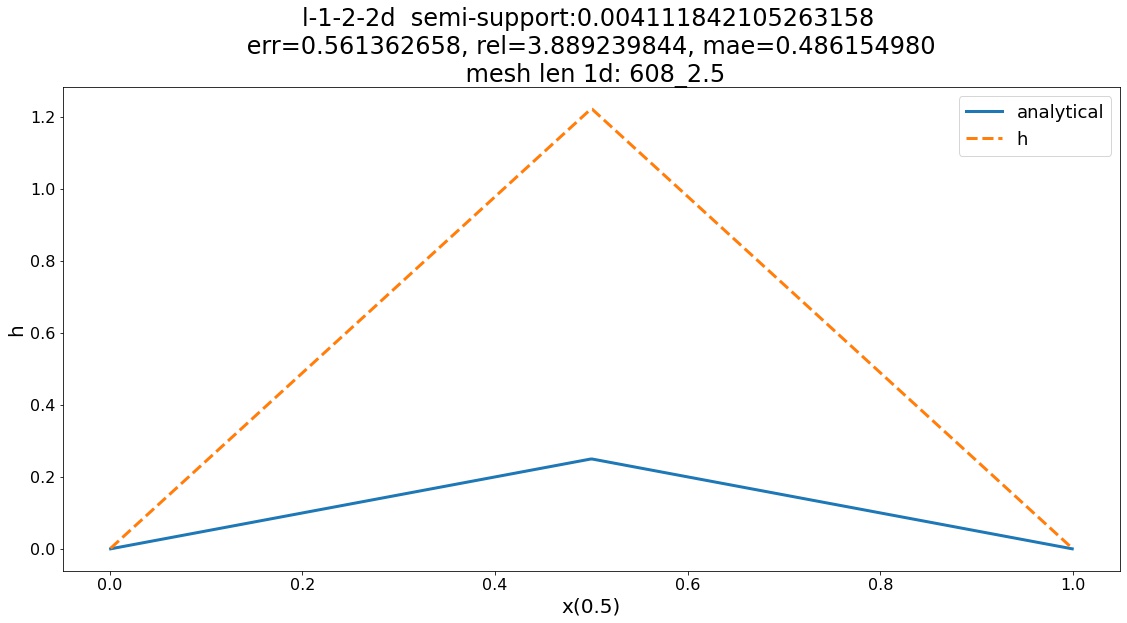 l-1-2-2d  semi-support:0.004111842105263158
err=0.561362658, rel=3.889239844, mae=0.486154980
mesh len 1d: 608_2.5
analytical
h
h
1.2
1.0
0.8
0.6
0.4
0.2
0.0
0.0 0.2 0.4 0.6 0.8 1.0
x(0.5)